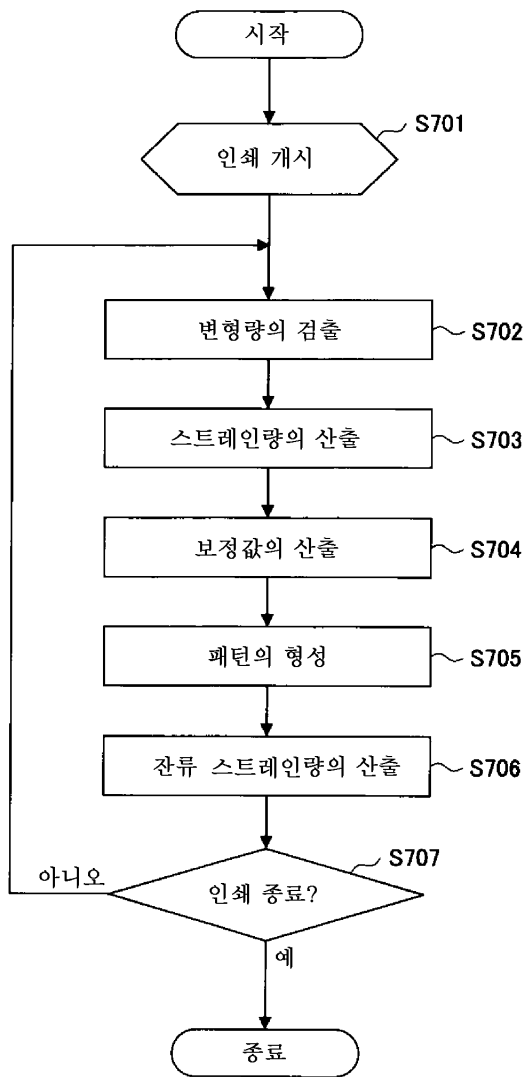 시작
인쇄 개시
S701
변형량의 검출
S702
스트레인량의 산출
S703
보정값의 산출
S704
패턴의 형성
S705
잔류 스트레인량의 산출
S706
인쇄 종료?
S707
아니오
예
종료